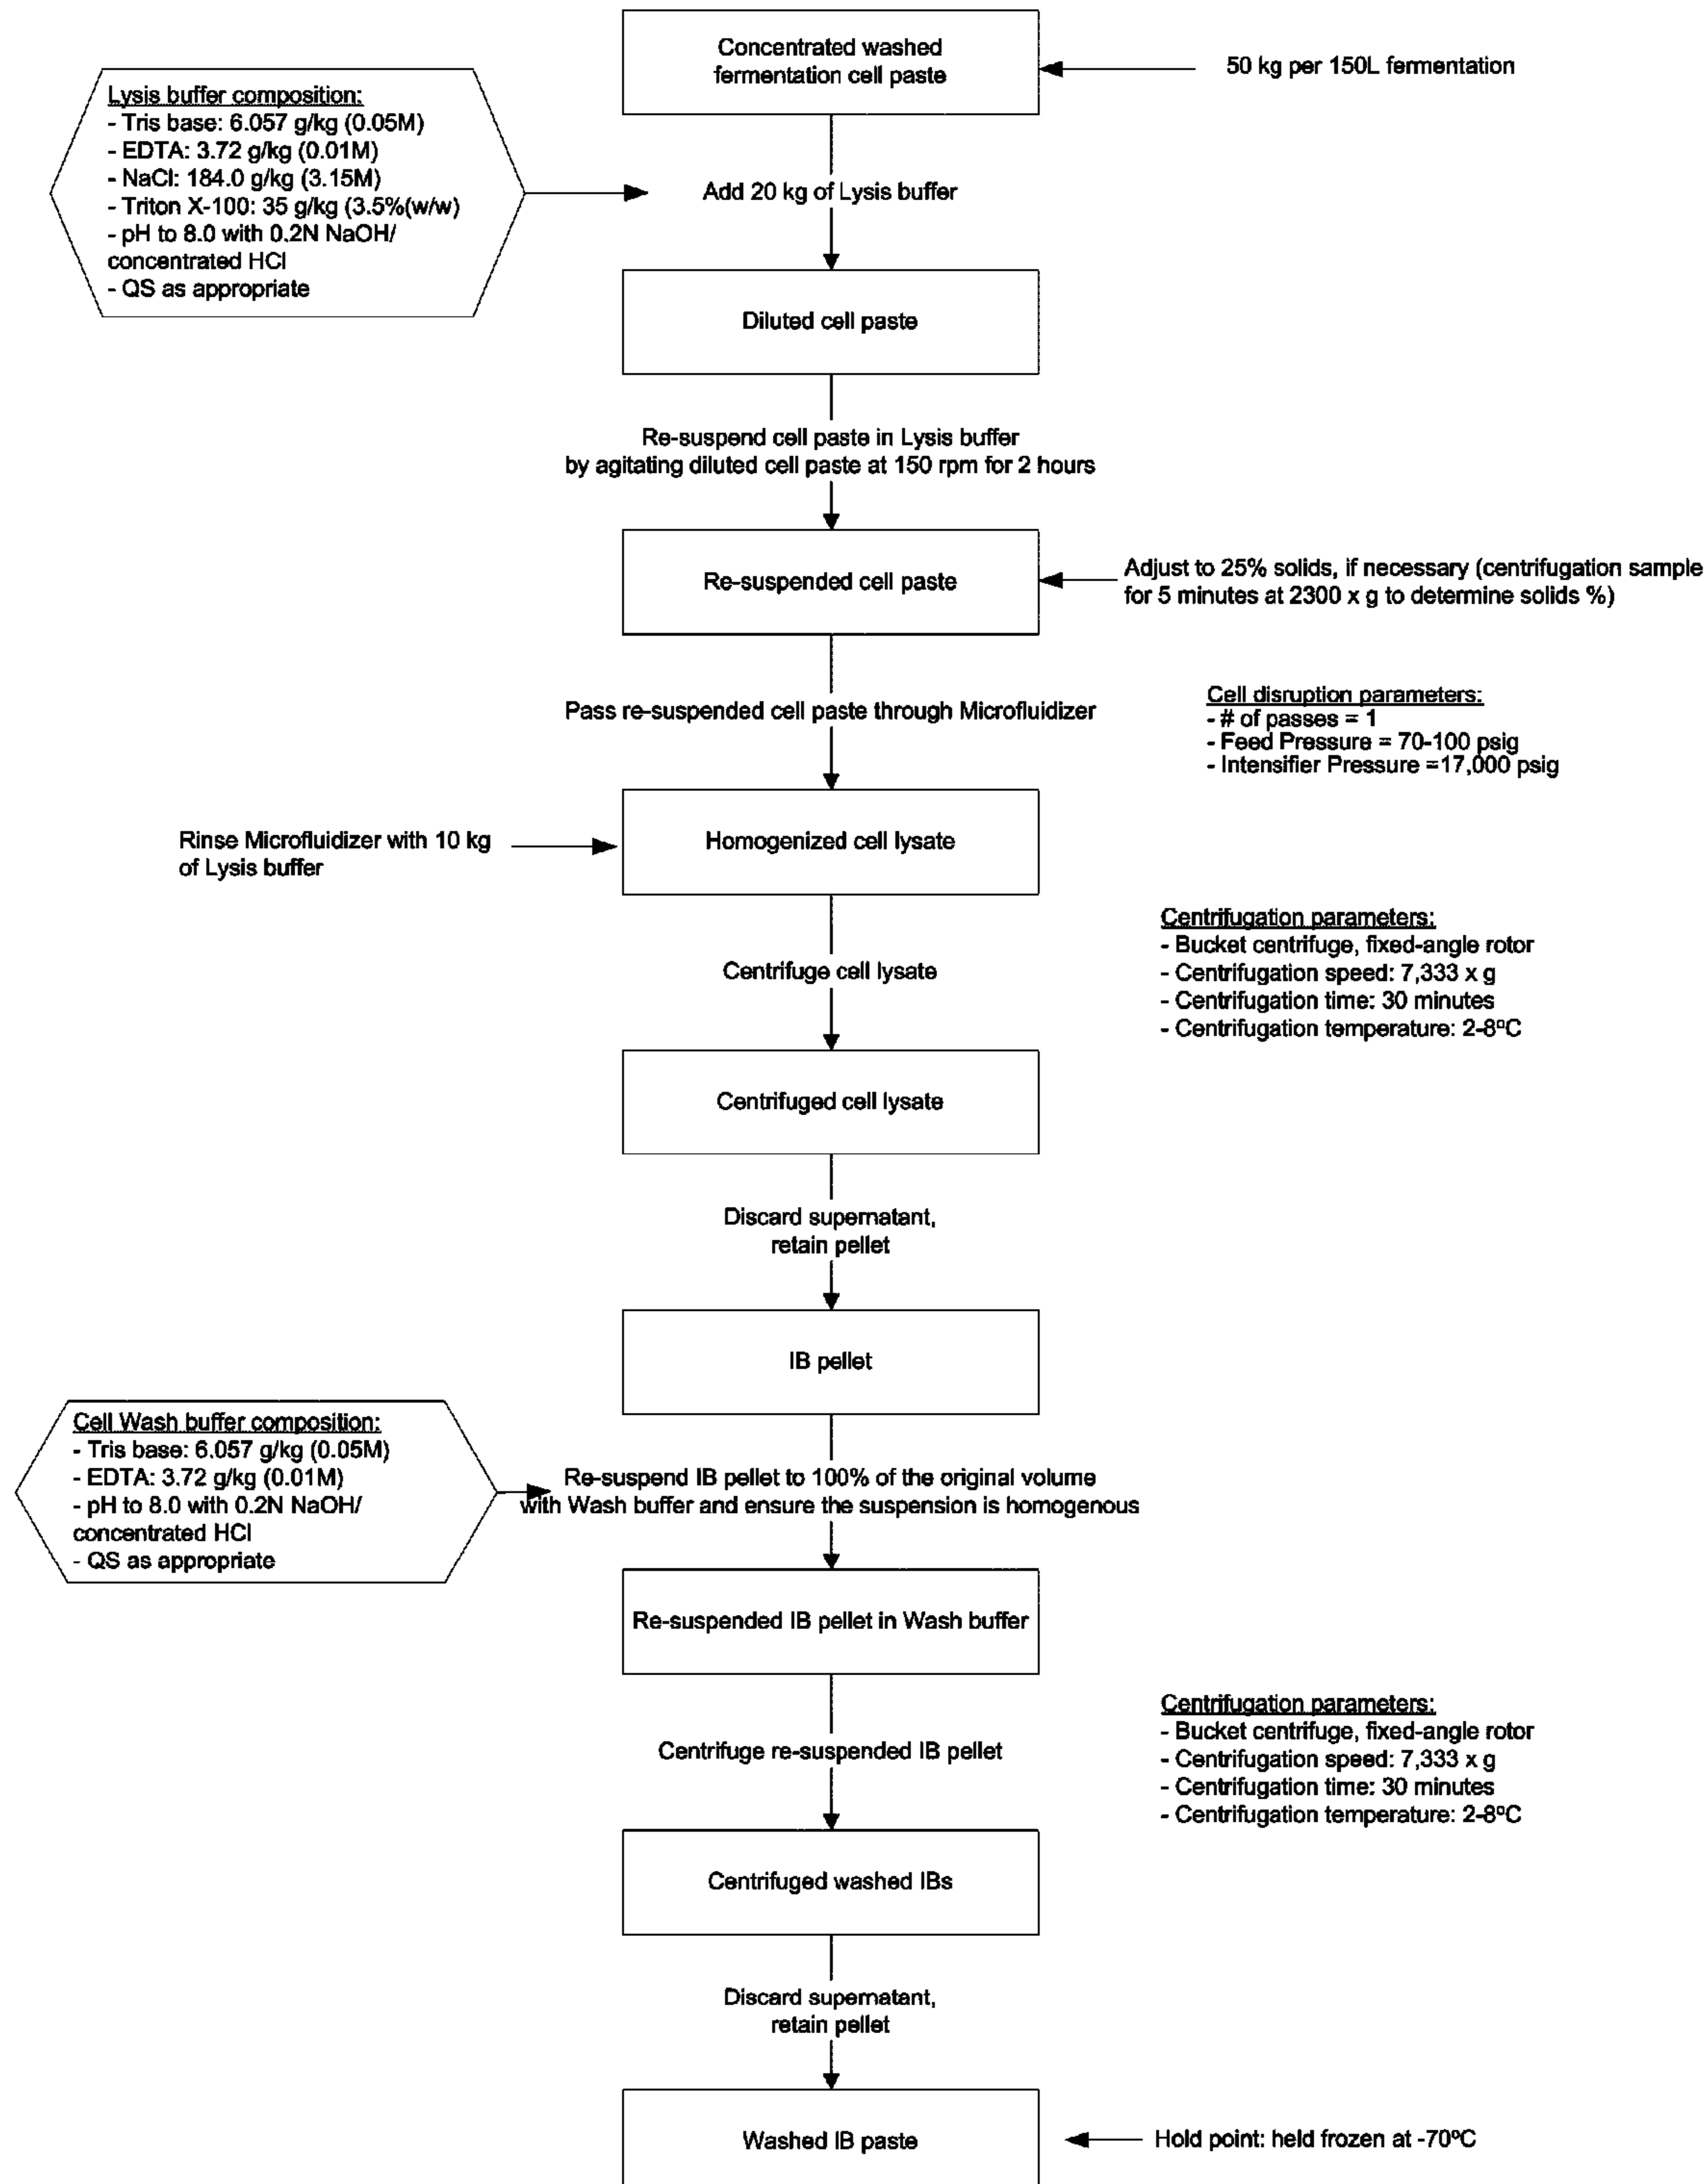 Concentrated washed
fermentation cell paste
50 kg per 150L fermentation
Lysis buffer composition:
- Tris base: 6.057 g/kg (0.05M)
- EDTA: 3.72 g/kg (0.01M)
- NaCl: 184.0 g/kg (3.15M)
- Triton X-100: 35 g/kg (3.5%(w/w)
- pH to 8.0 with 0.2N NaOH/
concentrated HCl
- QS as appropriate
Add 20 kg of Lysis buffer
Diluted cell paste
Re-suspend cell paste in Lysis buffer
by agitating diluted cell paste at 150 rpm for 2 hours
Re-suspended cell paste
Adjust to 25% solids, if necessary (centrifugation sample
for 5 minutes at 2300 x g to determine solids %)
Pass re-suspended cell paste through Microfluidizer
Cell disruption parameters:
- # of passes = 1
- Feed Pressure = 70-100 psig
- Intensifier Pressure =17,000 psig
Rinse Microfluidizer with 10 kg
of Lysis buffer
Homogenized cell lysate
Centrifuge cell lysate
Centrifugation parameters:
- Bucket centrifuge, fixed-angle rotor
- Centrifugation speed: 7,333 x g
- Centrifugation time: 30 minutes
- Centrifugation temperature: 2-8ºC
Centrifuged cell lysate
Discard supernatant,
retain pellet
IB pellet
Cell Wash buffer composition:
- Tris base: 6.057 g/kg (0.05M)
- EDTA: 3.72 g/kg (0.01M)
- pH to 8.0 with 0.2N NaOH/
concentrated HCl
- QS as appropriate
Re-suspend IB pellet to 100% of the original volume
with Wash buffer and ensure the suspension is homogenous
Re-suspended IB pellet in Wash buffer
Centrifuge re-suspended IB pellet
Centrifugation parameters:
- Bucket centrifuge, fixed-angle rotor
- Centrifugation speed: 7,333 x g
- Centrifugation time: 30 minutes
- Centrifugation temperature: 2-8ºC
Centrifuged washed IBs
Discard supernatant,
retain pellet
Washed IB paste
Hold point: held frozen at -70ºC